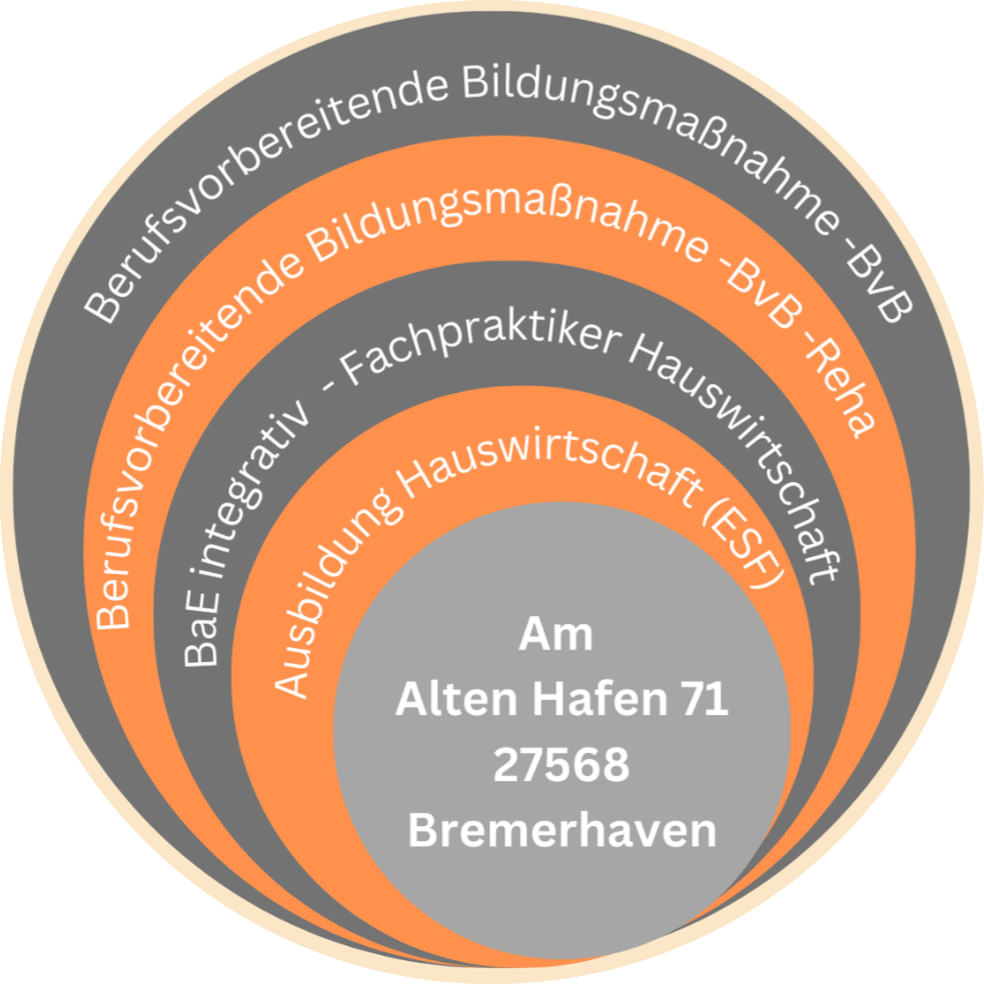 Berufsvorbereitende Bildungsmaßnahme -BvB
Berufsvorbereitende Bildungsmaßnahme -BvB -Reha
BaE integrativ - Fachpraktiker Hauswirtschaft
Ausbildung Hauswirtschaft (ESF)
Am
Alten Hafen 71
27568
Bremerhaven